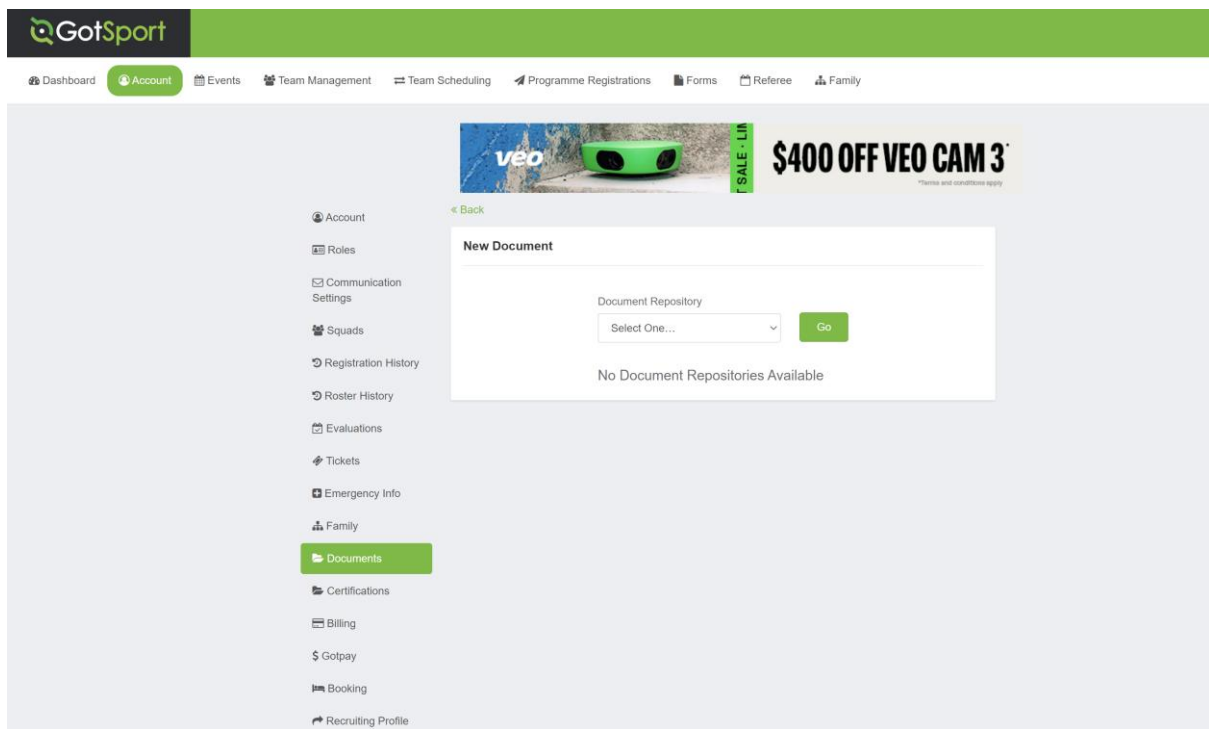 GotSport
Dashboard Account Events Team Management Team Scheduling Programme Registrations Forms Referee Family
veo
SALE · LIM
$400 OFF VEO CAM 3*
*Terms and conditions apply
« Back
Account
Roles
Communication
Settings
Squads
Registration History
Roster History
Evaluations
Tickets
Emergency Info
Family
Documents
Certifications
Billing
$ Gotpay
Booking
Recruiting Profile
New Document
Document Repository
Select One...
Go
No Document Repositories Available